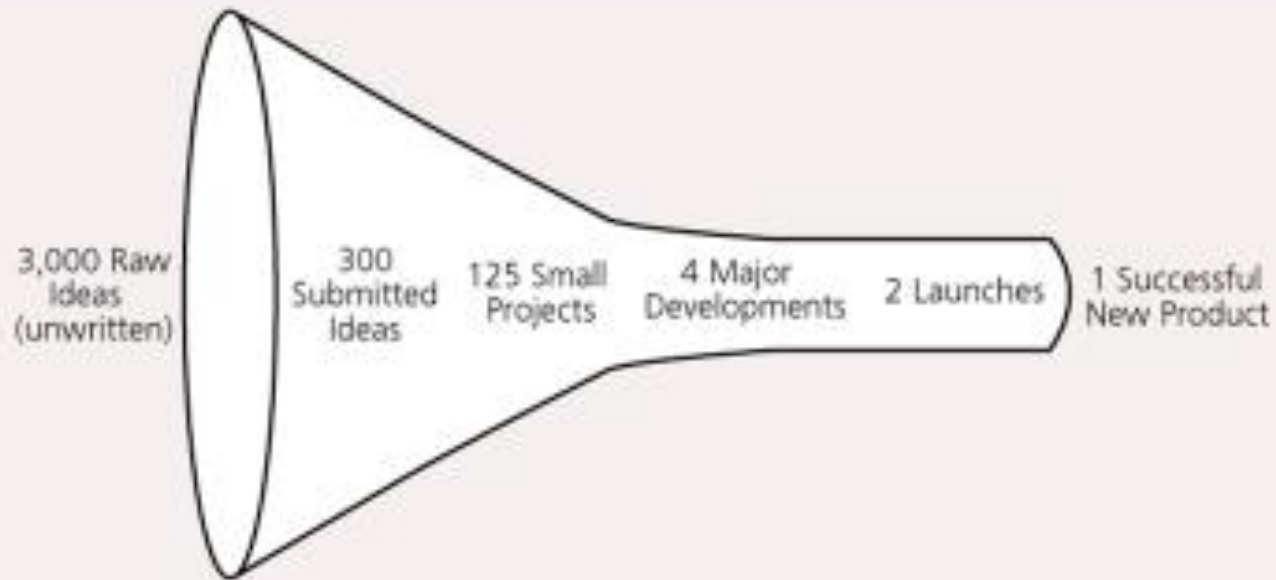 3,000 Raw
Ideas
(unwritten)
300
Submitted
Ideas
125 Small
Projects
4 Major
Developments
2 Launches
1 Successful
New Product